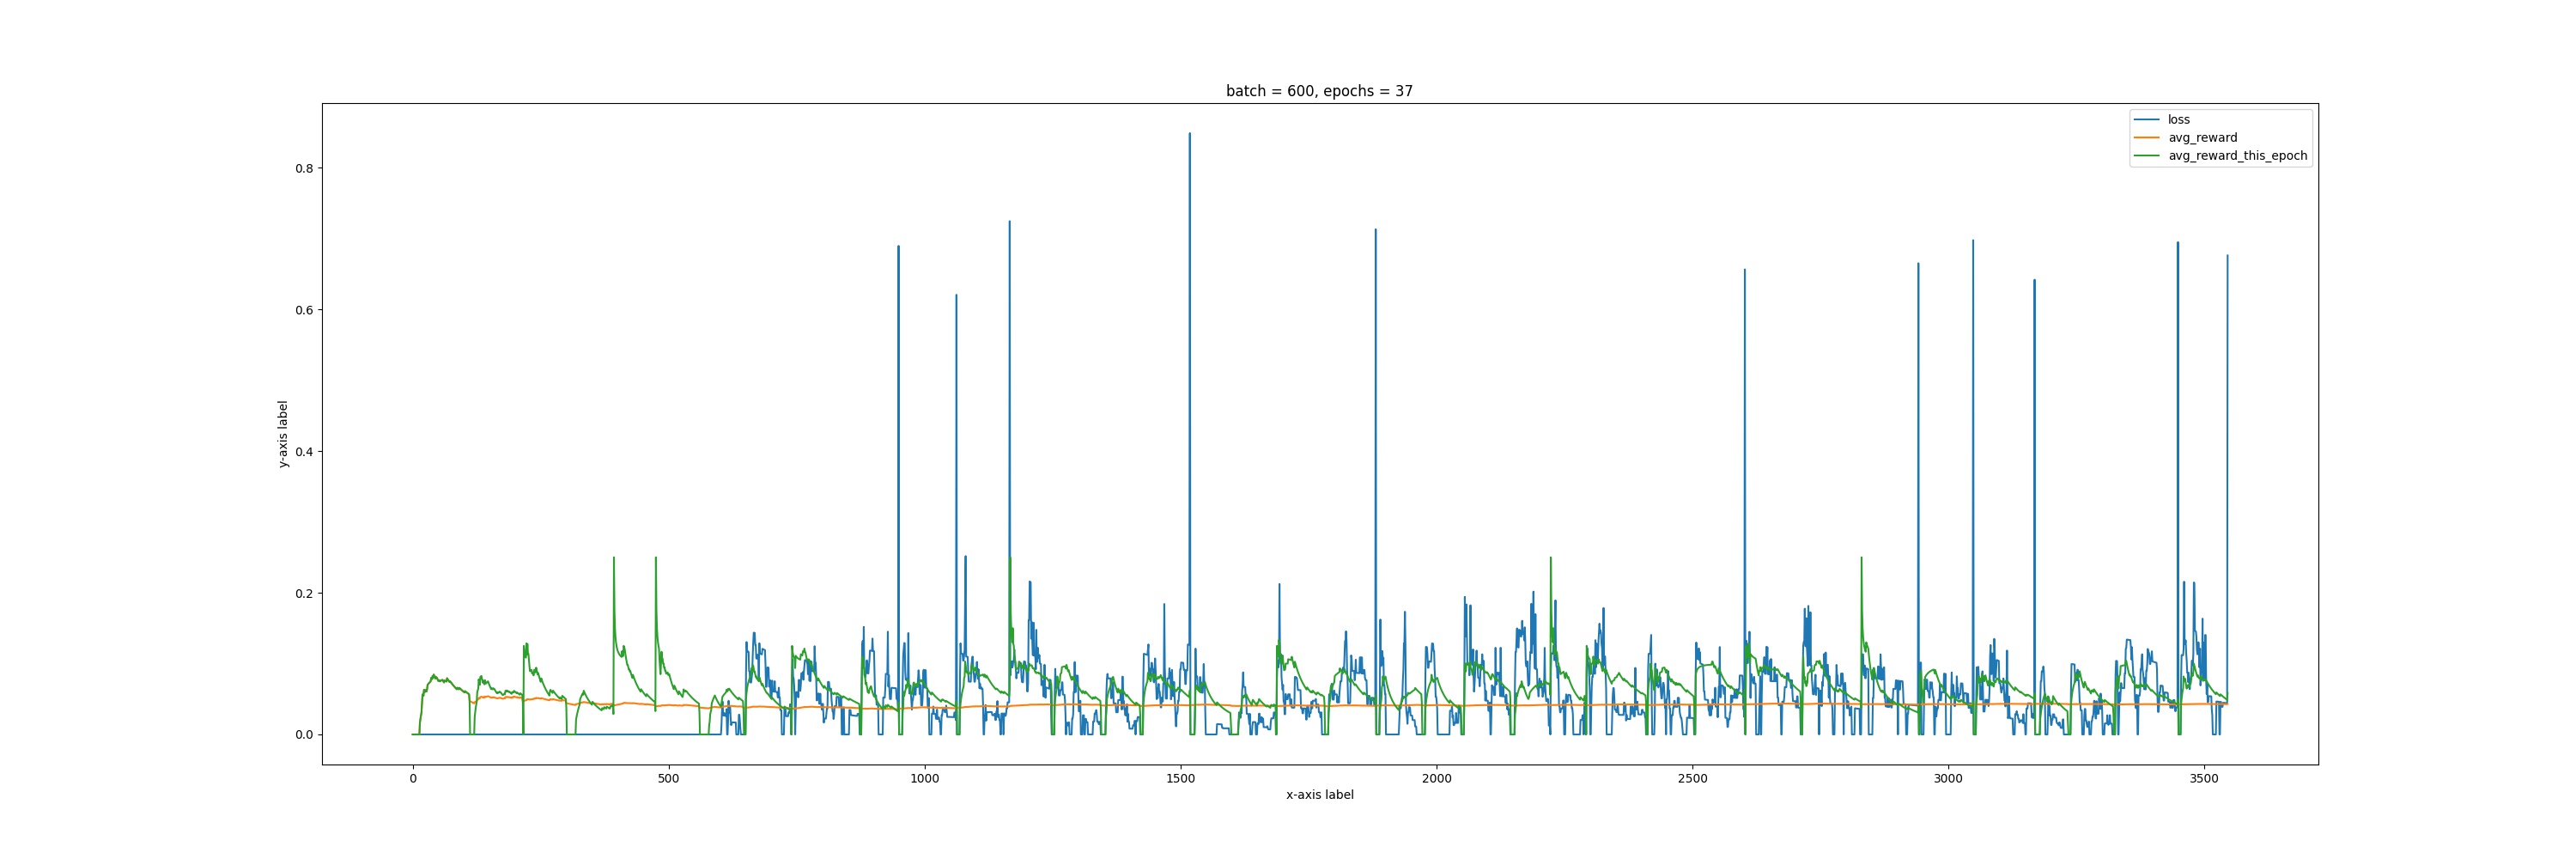 batch = 600, epochs = 37
loss
avg_reward
avg_reward_this_epoch
y-axis label
0.8
0.6
0.4
0.2
0.0
0 500 1000 1500 2000 2500 3000 3500
x-axis label